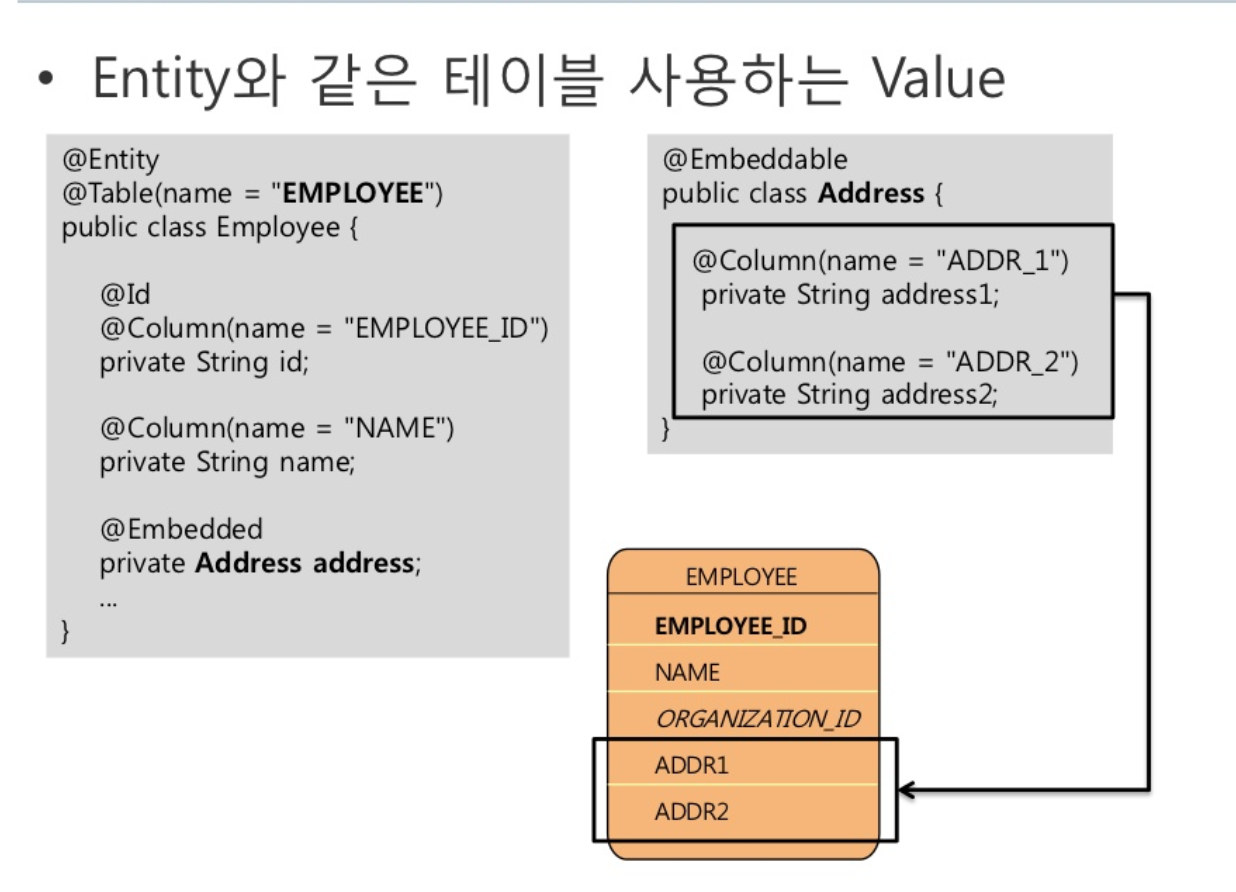 • Entity와 같은 테이블 사용하는 Value
@Entity
@Table(name = "EMPLOYEE")
public class Employee {
@Id
@Column(name = "EMPLOYEE_ID")
private String id;
@Column(name = "NAME")
private String name;
@Embedded
private Address address;
...
}
@Embeddable
public class Address {
@Column(name = "ADDR_1")
private String address1;
@Column(name = "ADDR_2")
private String address2;
}
EMPLOYEE
EMPLOYEE_ID
NAME
ORGANIZATION_ID
ADDR1
ADDR2